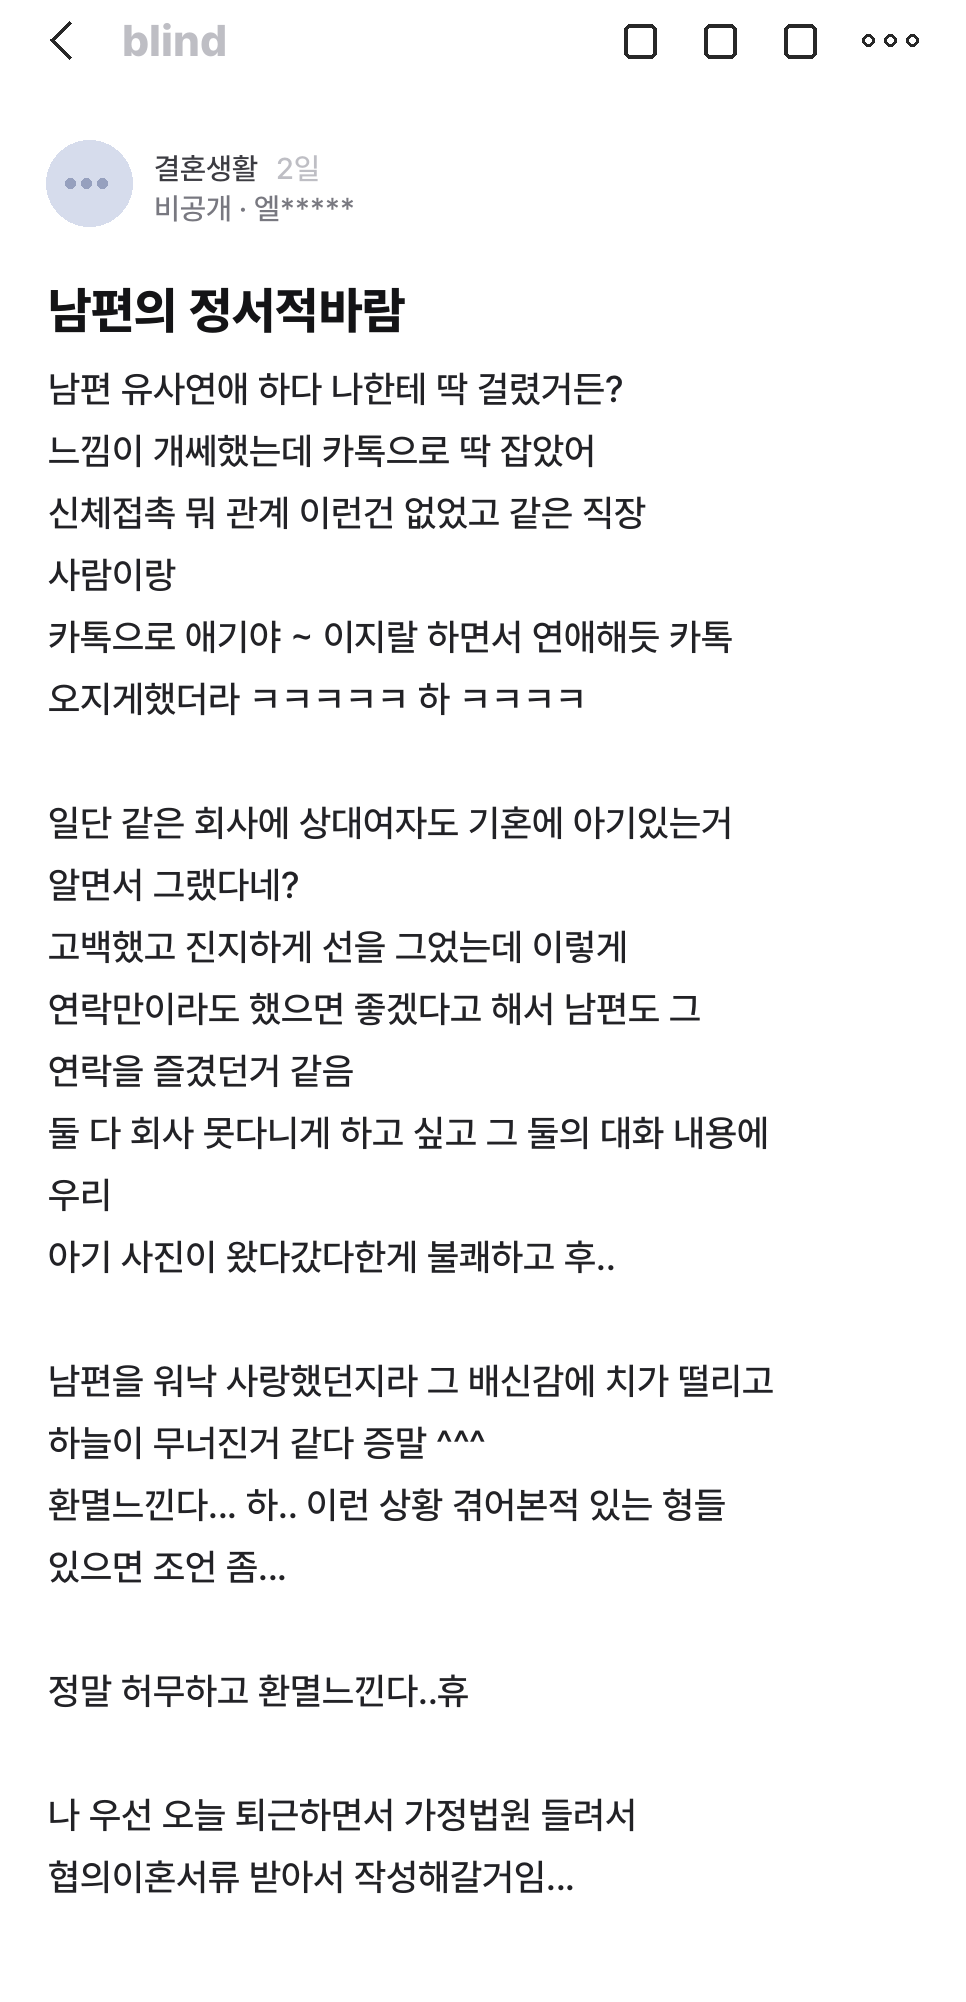 blind
결혼생활 2일
비공개 · 엘*****
남편의 정서적바람
남편 유사연애 하다 나한테 딱 걸렸거든?
느낌이 개쎄했는데 카톡으로 딱 잡았어
신체접촉 뭐 관계 이런건 없었고 같은 직장
사람이랑
카톡으로 애기야 ~ 이지랄 하면서 연애해듯 카톡
오지게했더라 ㅋㅋㅋㅋㅋ 하 ㅋㅋㅋㅋ
일단 같은 회사에 상대여자도 기혼에 아기있는거
알면서 그랬다네?
고백했고 진지하게 선을 그었는데 이렇게
연락만이라도 했으면 좋겠다고 해서 남편도 그
연락을 즐겼던거 같음
둘 다 회사 못다니게 하고 싶고 그 둘의 대화 내용에
우리
아기 사진이 왔다갔다한게 불쾌하고 후..
남편을 워낙 사랑했던지라 그 배신감에 치가 떨리고
하늘이 무너진거 같다 증말 ^^^
환멸느낀다... 하.. 이런 상황 겪어본적 있는 형들
있으면 조언 좀...
정말 허무하고 환멸느낀다..휴
나 우선 오늘 퇴근하면서 가정법원 들려서
협의이혼서류 받아서 작성해갈거임...